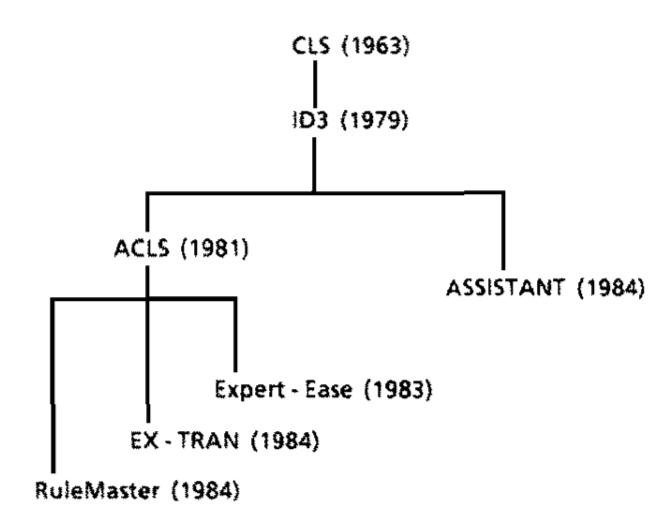 CLS (1963)
ID3 (1979)
ACLS (1981)
ASSISTANT (1984)
Expert - Ease (1983)
EX - TRAN (1984)
RuleMaster (1984)